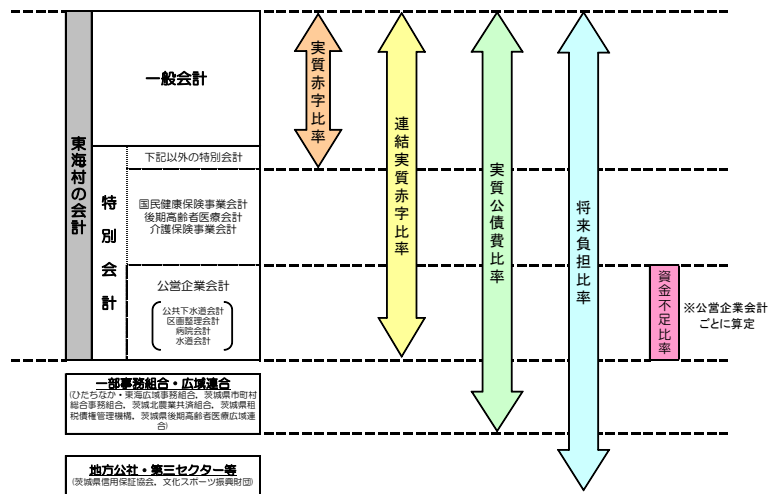 東海村の会計
一般会計
特別会計
下記以外の特別会計
国民健康保険事業会計
後期高齢者医療会計
介護保険事業会計
公営企業会計
公共下水道会計
区画整理会計
病院会計
水道会計
一部事務組合・広域連合
(ひたちなか・東海広域事務組合，茨城県市町村
総合事務組合，茨城北農業共済組合，茨城県租
税債権管理機構，茨城県後期高齢者医療広域連
合)
地方公社・第三セクター等
(茨城県信用保証協会，文化スポーツ振興財団)
実質赤字比率
連結実質赤字比率
実質公債費比率
将来負担比率
資金不足比率
※公営企業会計
ごとに算定